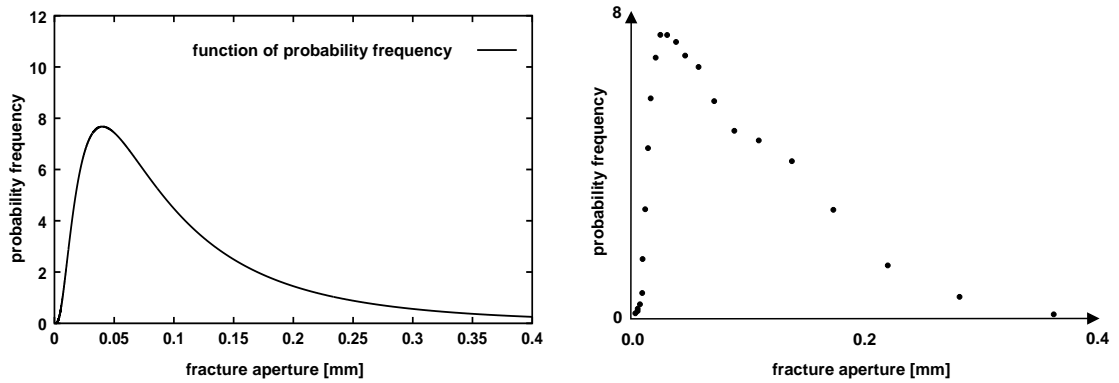 12
10
8
6
4
2
0
0 0.05 0.1 0.15 0.2 0.25 0.3 0.35 0.4
probability frequency
function of probability frequency
fracture aperture [mm]
8
0
0.0 0.2 0.4
probability frequency
fracture aperture [mm]